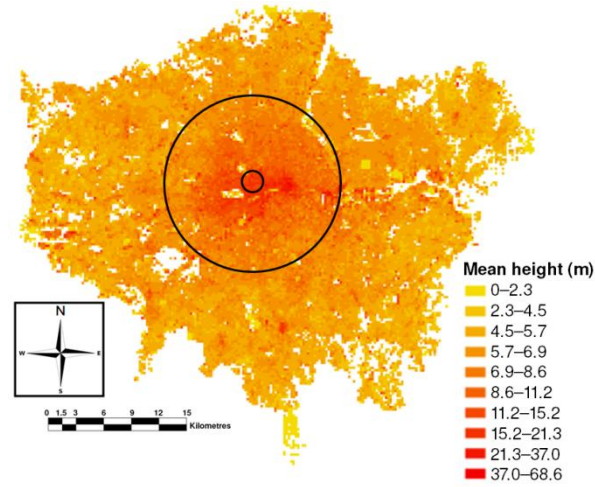 Mean height (m)
0–2.3
2.3–4.5
4.5–5.7
5.7–6.9
6.9–8.6
8.6–11.2
11.2–15.2
15.2–21.3
21.3–37.0
37.0–68.6
N
W E
S
0 1.5 3 6 9 12 15
Kilometres